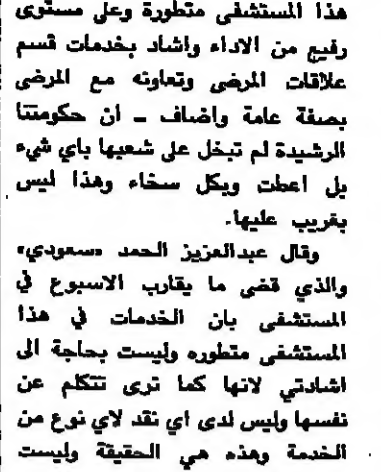 هذا المستشفى متطورة وعلى مستوى
رفيع من الاداء واشاد بخدمات قسم
علاقات المرضى وتعاونه مع المرضى
بصفة عامة واضاف ــ ان حكومتنا
الرشيدة لم تبخل على شعبها باي شيء
بل اعطت وبكل سخاء وهذا ليس
بغريب عليها.
وقال عبدالعزيز الحمد «سعودي»
والذي قضى ما يقارب الاسبوع في
المستشفى بان الخدمات في هذا
المستشفى متطوره وليست بحاجة الى
اشادتي لانها كما ترى تتكلم عن
نفسها وليس لدى اي نقد لاي نوع من
الخدمة وهذه هي الحقيقة وليست